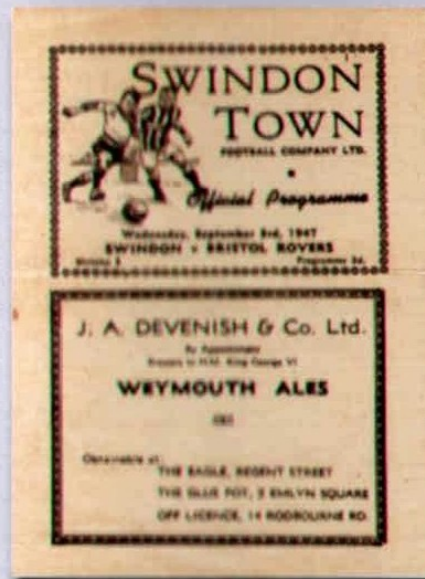 SWINDON
TOWN
FOOTBALL COMPANY LTD.
Official Programme
Wednesday, September 3rd, 1947
SWINDON v BRISTOL ROVERS
Division 3
Programme 2d.
J. A. DEVENISH & Co. Ltd.
By Appointment
Brewers to H.M. King George VI
WEYMOUTH ALES
Obtainable at:
THE EAGLE, REGENT STREET
THE GLUE POT, 5 EMLYN SQUARE
OFF LICENCE, 14 RODBOURNE RD.